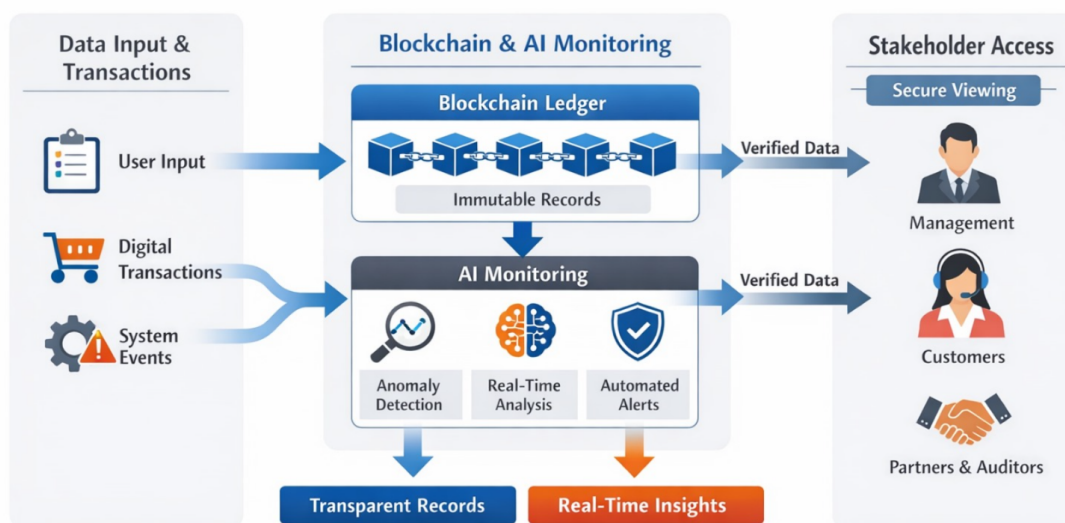 Data Input &
Transactions
User Input
Digital
Transactions
System
Events
Blockchain & AI Monitoring
Blockchain Ledger
Immutable Records
AI Monitoring
Anomaly
Detection
Real-Time
Analysis
Automated
Alerts
Transparent Records
Real-Time Insights
Verified Data
Verified Data
Stakeholder Access
Secure Viewing
Management
Customers
Partners & Auditors